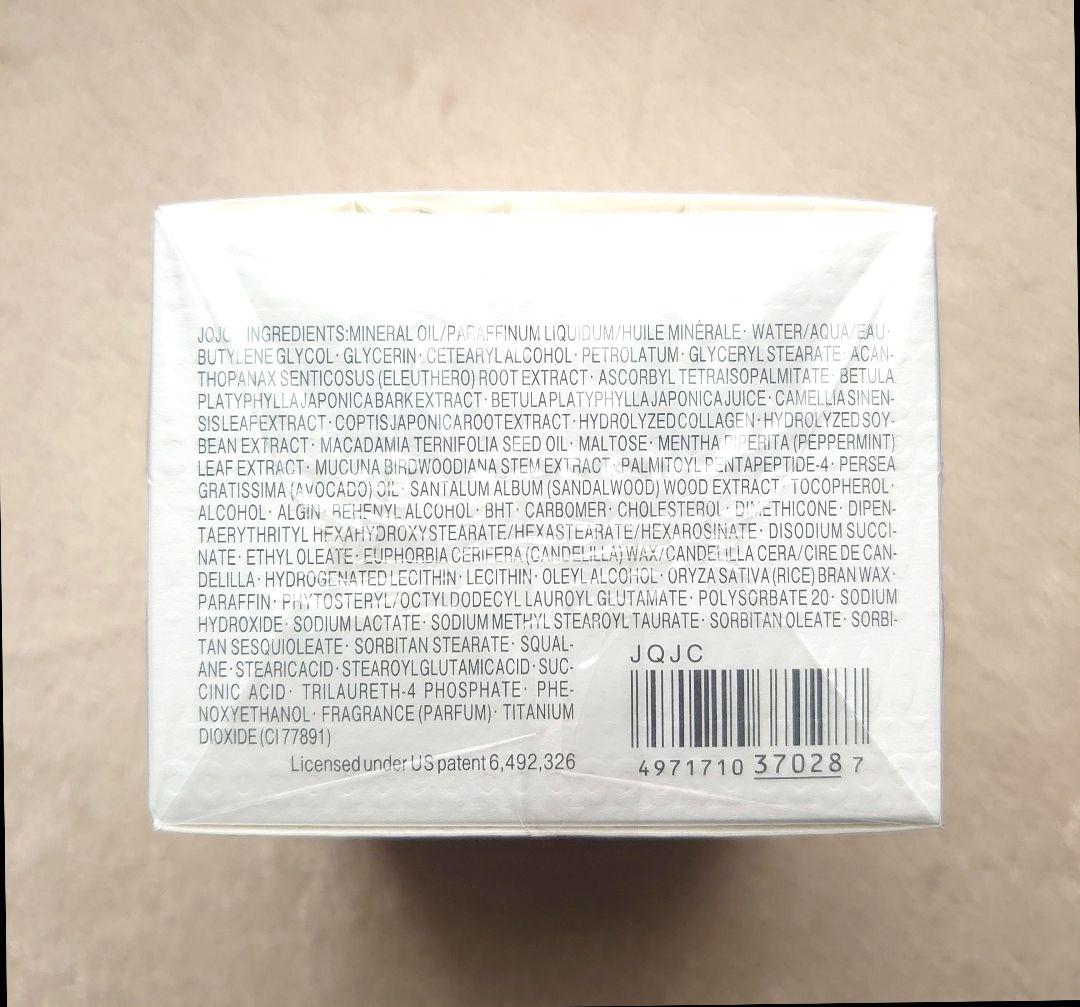 JQJC INGREDIENTS:MINERAL OIL/PARAFFINUM LIQUIDUM/HUILE MINÉRALE· WATER/AQUA/EAU·
BUTYLENE GLYCOL· GLYCERIN· CETEARYL ALCOHOL· PETROLATUM· GLYCERYL STEARATE· ACAN-
THOPANAX SENTICOSUS (ELEUTHERO) ROOT EXTRACT· ASCORBYL TETRAISOPALMITATE· BETULA
PLATYPHYLLA JAPONICA BARK EXTRACT· BETULA PLATYPHYLLA JAPONICA JUICE· CAMELLIA SINEN-
SIS LEAF EXTRACT· COPTIS JAPONICA ROOT EXTRACT· HYDROLYZED COLLAGEN· HYDROLYZED SOY-
BEAN EXTRACT· MACADAMIA TERNIFOLIA SEED OIL· MALTOSE· MENTHA PIPERITA (PEPPERMINT)
LEAF EXTRACT· MUCUNA BIRDWOODIANA STEM EXTRACT· PALMITOYL PENTAPEPTIDE-4· PERSEA
GRATISSIMA (AVOCADO) OIL· SANTALUM ALBUM (SANDALWOOD) WOOD EXTRACT· TOCOPHEROL·
ALCOHOL· ALGIN· BEHENYL ALCOHOL· BHT· CARBOMER· CHOLESTEROL· DIMETHICONE· DIPEN-
TAERYTHRITYL HEXAHYDROXYSTEARATE/HEXASTEARATE/HEXAROSINATE· DISODIUM SUCCI-
NATE· ETHYL OLEATE· EUPHORBIA CERIFERA (CANDELILLA) WAX/CANDELILLA CERA/CIRE DE CAN-
DELILLA· HYDROGENATED LECITHIN· LECITHIN· OLEYL ALCOHOL· ORYZA SATIVA (RICE) BRAN WAX·
PARAFFIN· PHYTOSTERYL/OCTYLDODECYL LAUROYL GLUTAMATE· POLYSORBATE 20· SODIUM
HYDROXIDE· SODIUM LACTATE· SODIUM METHYL STEAROYL TAURATE· SORBITAN OLEATE· SORBI-
TAN SESQUIOLEATE· SORBITAN STEARATE· SQUAL-
ANE· STEARIC ACID· STEAROYL GLUTAMIC ACID· SUC-
CINIC ACID· TRILAURETH-4 PHOSPHATE· PHE-
NOXYETHANOL· FRAGRANCE (PARFUM)· TITANIUM
DIOXIDE (CI 77891)
Licensed under US patent 6,492,326
JQJC
4971710 37028 7